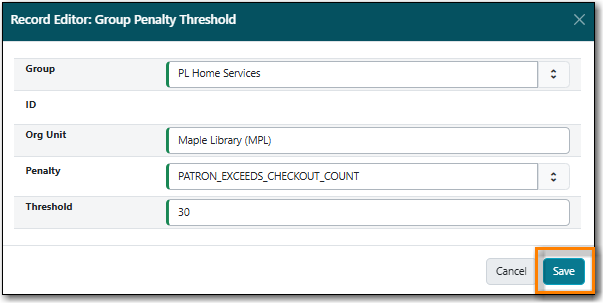 Record Editor: Group Penalty Threshold
Group PL Home Services
ID
Org Unit Maple Library (MPL)
Penalty PATRON_EXCEEDS_CHECKOUT_COUNT
Threshold 30
Cancel Save